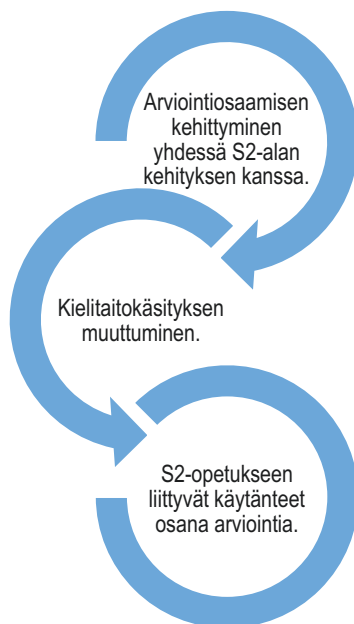 Arviointiosaamisen
kehittyminen
yhdessä S2-alan
kehityksen kanssa.
Kielitaitokäsityksen
muuttuminen.
S2-opetukseen
liittyvät käytänteet
osana arviointia.